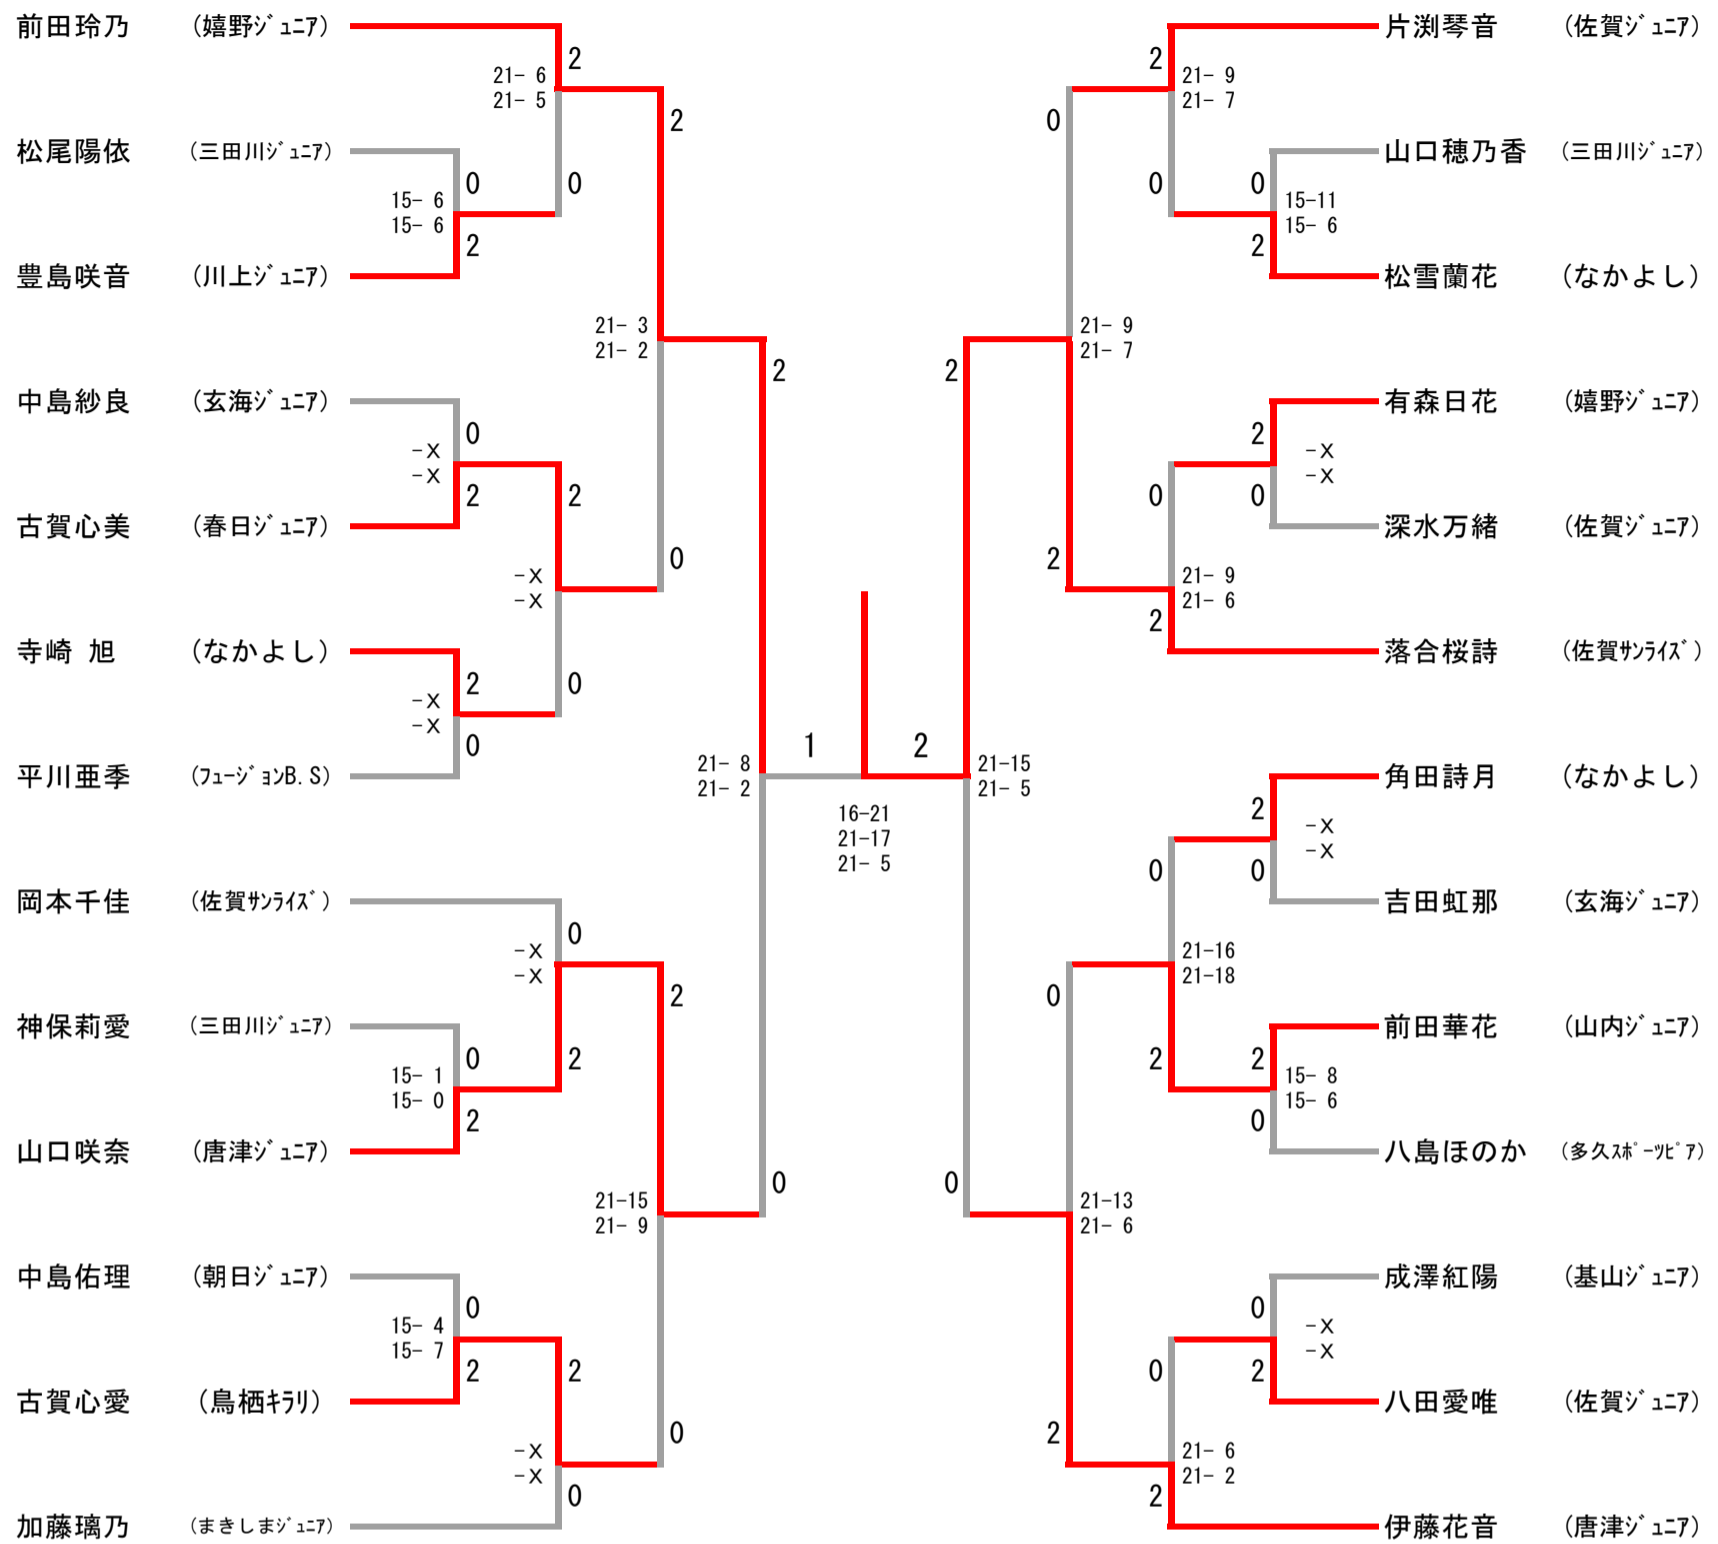 前田玲乃 (嬉野ｼﾞｭﾆｱ)
2
21- 6
21- 5
2
松尾陽依 (三田川ｼﾞｭﾆｱ)
0
0
15- 6
15- 6
2
豊島咲音 (川上ｼﾞｭﾆｱ)
21- 3
21- 2
2
中島紗良 (玄海ｼﾞｭﾆｱ)
0
-X
-X
2
2
古賀心美 (春日ｼﾞｭﾆｱ)
0
-X
-X
寺崎 旭 (なかよし)
2
0
-X
-X
0
平川亜季 (ﾌｭｰｼﾞｮﾝB.S)
21- 8
21- 2
岡本千佳 (佐賀ｻﾝﾗｲｽﾞ)
0
-X
-X
2
神保莉愛 (三田川ｼﾞｭﾆｱ)
0
2
15- 1
15- 0
2
山口咲奈 (唐津ｼﾞｭﾆｱ)
0
21-15
21- 9
中島佑理 (朝日ｼﾞｭﾆｱ)
0
15- 4
15- 7
2
2
古賀心愛 (鳥栖ｷﾗﾘ)
0
-X
-X
0
加藤璃乃 (まきしまｼﾞｭﾆｱ)
1
2
16-21
21-17
21- 5
片渕琴音 (佐賀ｼﾞｭﾆｱ)
2
21- 9
21- 7
0
山口穂乃香 (三田川ｼﾞｭﾆｱ)
0
0
15-11
15- 6
2
松雪蘭花 (なかよし)
21- 9
21- 7
2
有森日花 (嬉野ｼﾞｭﾆｱ)
2
-X
-X
0
0
深水万緒 (佐賀ｼﾞｭﾆｱ)
2
21- 9
21- 6
2
落合桜詩 (佐賀ｻﾝﾗｲｽﾞ)
21-15
21- 5
角田詩月 (なかよし)
2
-X
-X
0
0
吉田虹那 (玄海ｼﾞｭﾆｱ)
21-16
21-18
0
前田華花 (山内ｼﾞｭﾆｱ)
2
2
15- 8
15- 6
0
八島ほのか (多久ｽﾎﾟｰﾂﾋﾟｱ)
0
21-13
21- 6
成澤紅陽 (基山ｼﾞｭﾆｱ)
0
-X
-X
0
2
八田愛唯 (佐賀ｼﾞｭﾆｱ)
2
21- 6
21- 2
2
伊藤花音 (唐津ｼﾞｭﾆｱ)